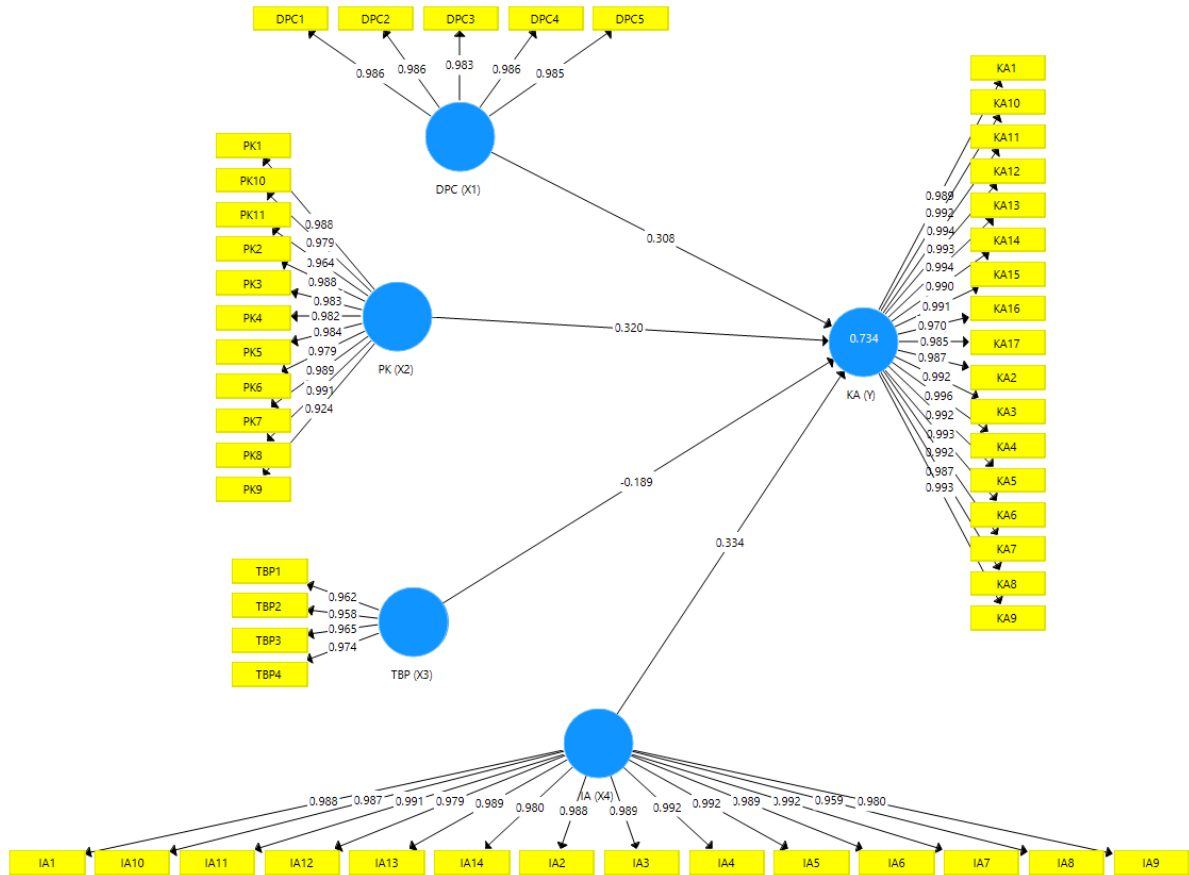 DPC1 DPC2 DPC3 DPC4 DPC5
0.986 0.986 0.983 0.986 0.985
DPC (X1)
PK1
PK10
PK11
PK2
PK3
PK4
PK5
PK6
PK7
PK8
PK9
0.988
0.979
0.964
0.988
0.983
0.982
0.984
0.979
0.989
0.991
0.924
PK (X2)
0.308
0.320
-0.189
0.334
0.734
KA (Y)
KA1
KA10
KA11
KA12
KA13
KA14
KA15
KA16
KA17
KA2
KA3
KA4
KA5
KA6
KA7
KA8
KA9
0.989
0.992
0.994
0.993
0.994
0.990
0.991
0.970
0.985
0.987
0.992
0.996
0.992
0.993
0.992
0.987
0.993
TBP1
TBP2
TBP3
TBP4
0.962
0.958
0.965
0.974
TBP (X3)
IA (X4)
0.988 0.987 0.991 0.979 0.989 0.980 0.988 0.989 0.992 0.992 0.989 0.992 0.959 0.980
IA1 IA10 IA11 IA12 IA13 IA14 IA2 IA3 IA4 IA5 IA6 IA7 IA8 IA9